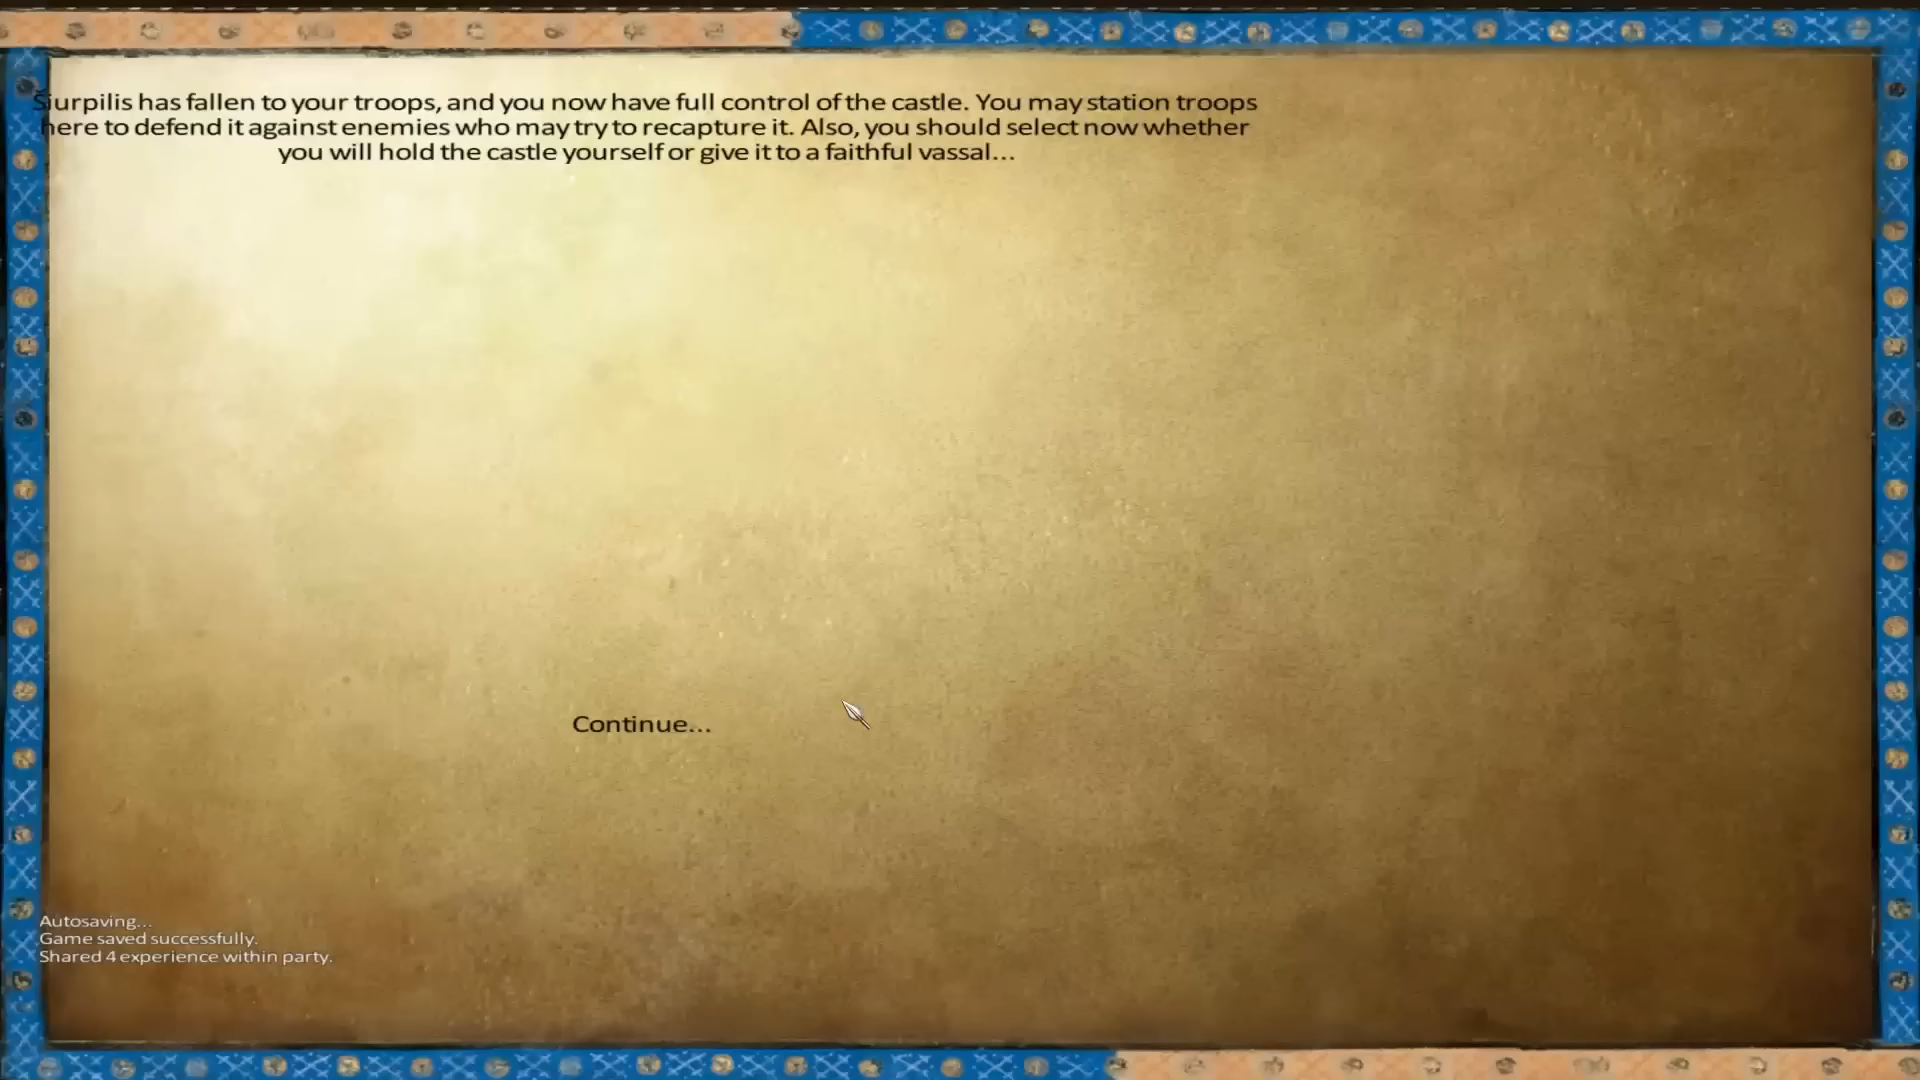 Šiurpilis has fallen to your troops, and you now have full control of the castle. You may station troops
here to defend it against enemies who may try to recapture it. Also, you should select now whether
you will hold the castle yourself or give it to a faithful vassal...
Continue...
Autosaving...
Game saved successfully.
Shared 4 experience within party.